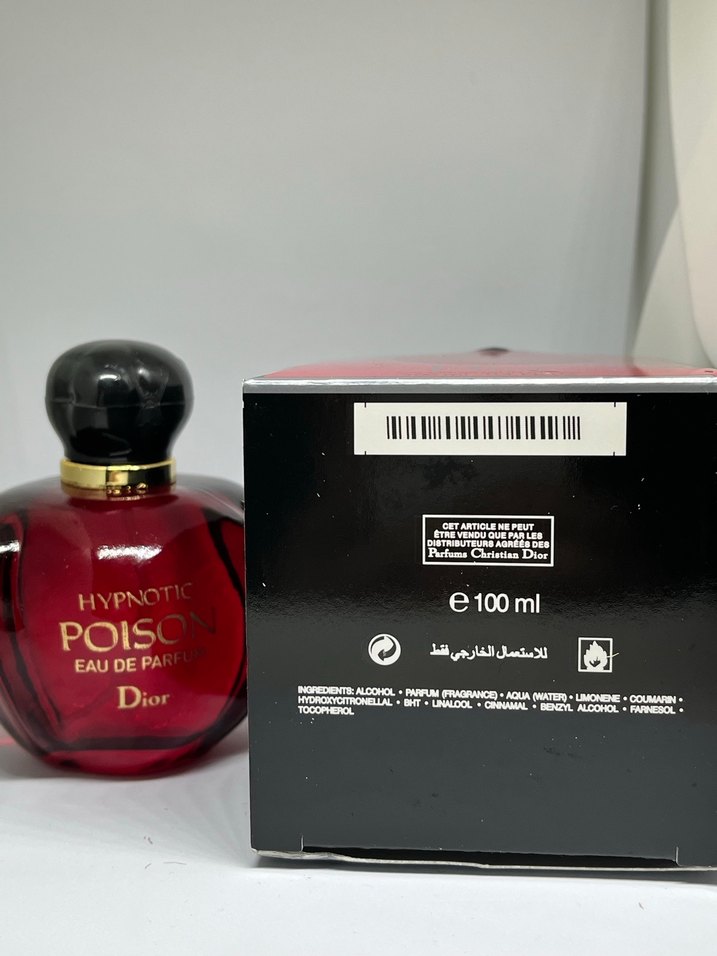 HYPNOTIC
POISON
EAU DE PARFUM
Dior
CET ARTICLE NE PEUT
ÊTRE VENDU QUE PAR LES
DISTRIBUTEURS AGRÉÉS DES
Parfums Christian Dior
e 100 ml
للاستعمال الخارجي فقط
INGREDIENTS: ALCOHOL • PARFUM (FRAGRANCE) • AQUA (WATER) • LIMONENE • COUMARIN •
HYDROXYCITRONELLAL • BHT • LINALOOL • CINNAMAL • BENZYL ALCOHOL • FARNESOL •
TOCOPHEROL